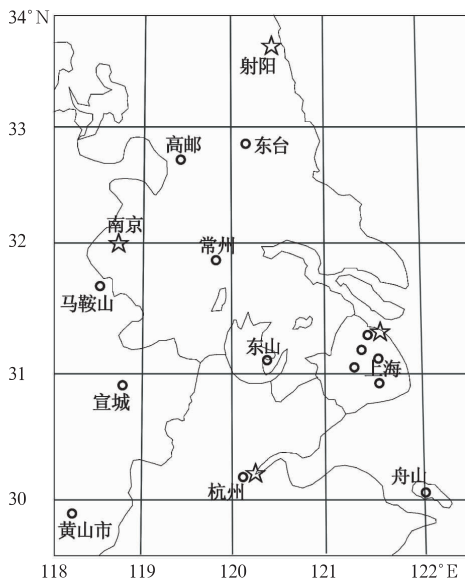 34°N
射阳
33
高邮
东台
南京
32
常州
马鞍山
东山
上海
31
宣城
杭州
舟山
30
黄山市
118
119
120
121
122°E